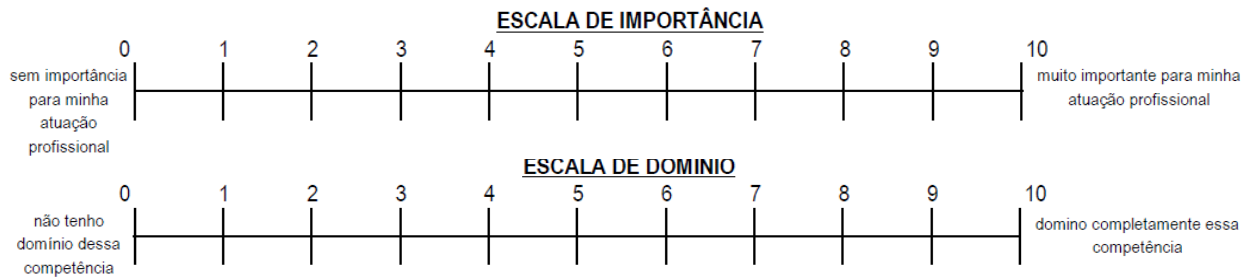 ESCALA DE IMPORTÂNCIA
0 1 2 3 4 5 6 7 8 9 10
sem importância
para minha
atuação
profissional
muito importante para minha
atuação profissional
ESCALA DE DOMINIO
0 1 2 3 4 5 6 7 8 9 10
não tenho
domínio dessa
competência
domino completamente essa
competência